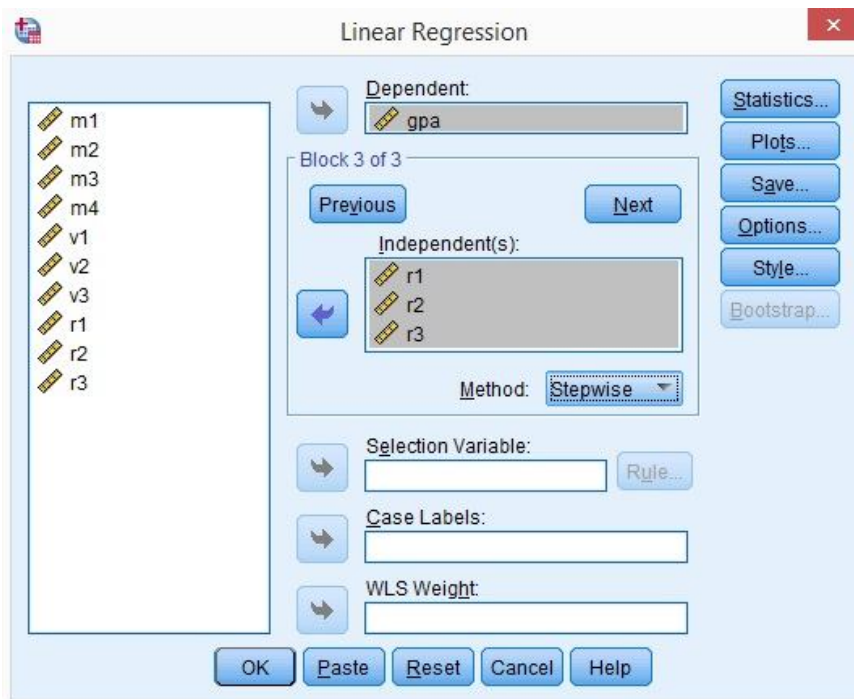 Linear Regression
m1
m2
m3
m4
v1
v2
v3
r1
r2
r3
Dependent:
gpa
Block 3 of 3
Previous
Next
Independent(s):
r1
r2
r3
Method:
Stepwise
Selection Variable:
Rule...
Case Labels:
WLS Weight:
Statistics...
Plots...
Save...
Options...
Style...
Bootstrap...
OK
Paste
Reset
Cancel
Help